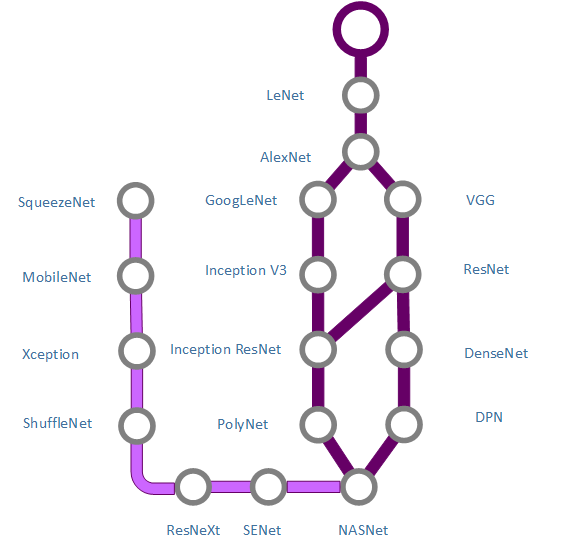 LeNet
AlexNet
SqueezeNet
GoogLeNet
VGG
MobileNet
Inception V3
ResNet
Xception
Inception ResNet
DenseNet
ShuffleNet
PolyNet
DPN
ResNeXt
SENet
NASNet